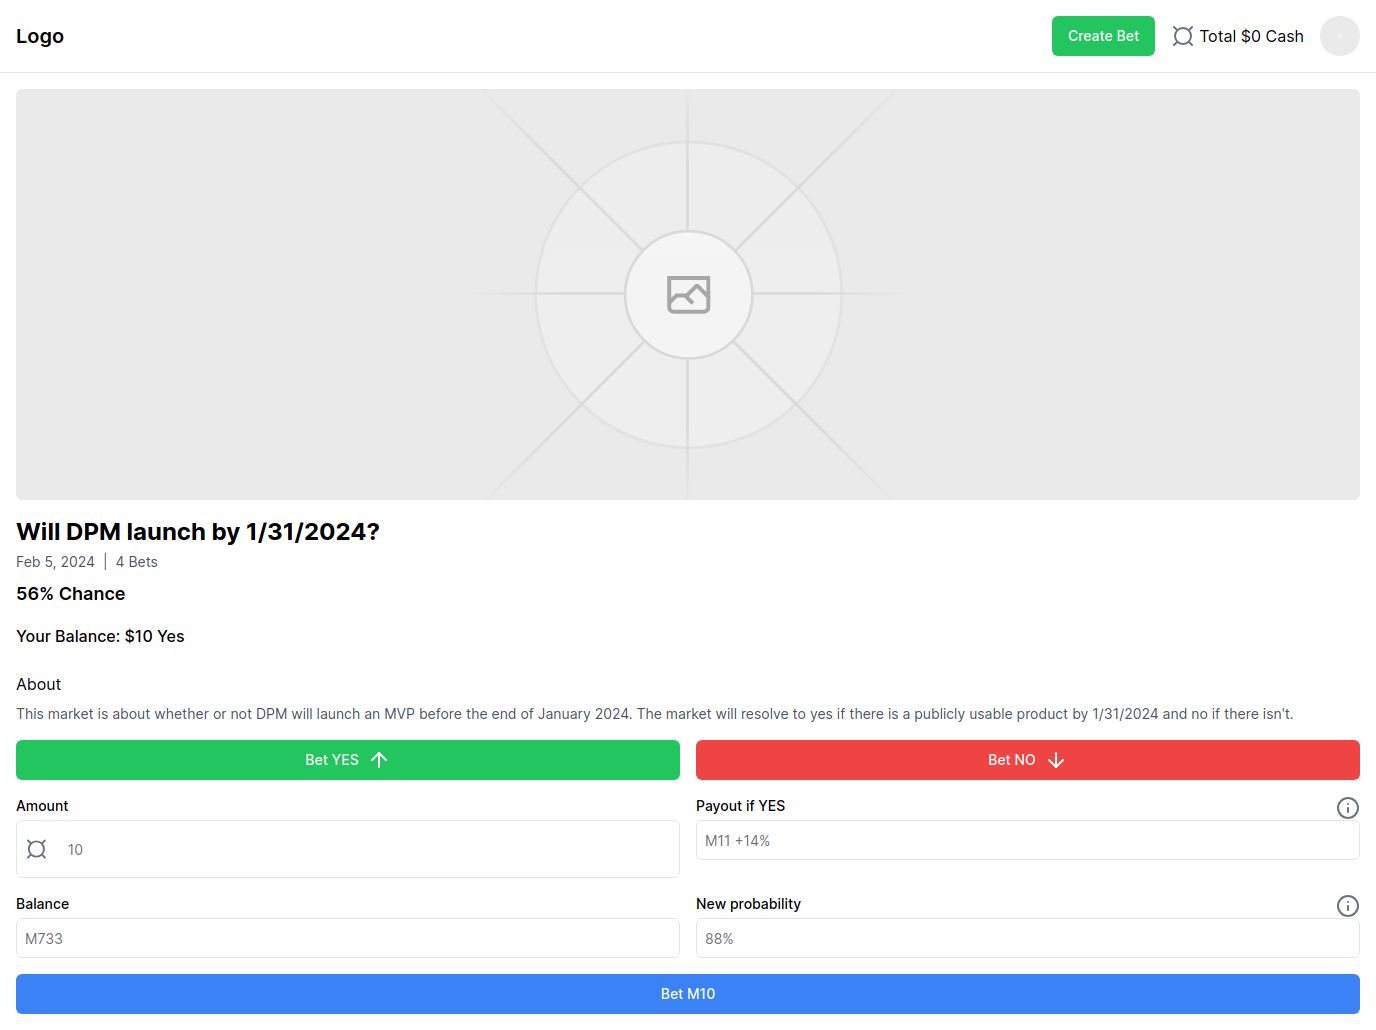 Logo
Create Bet
Total $0 Cash
Will DPM launch by 1/31/2024?
Feb 5, 2024 | 4 Bets
56% Chance
Your Balance: $10 Yes
About
This market is about whether or not DPM will launch an MVP before the end of January 2024. The market will resolve to yes if there is a publicly usable product by 1/31/2024 and no if there isn't.
Bet YES
Bet NO
Amount
10
Payout if YES
M11 +14%
Balance
M733
New probability
88%
Bet M10